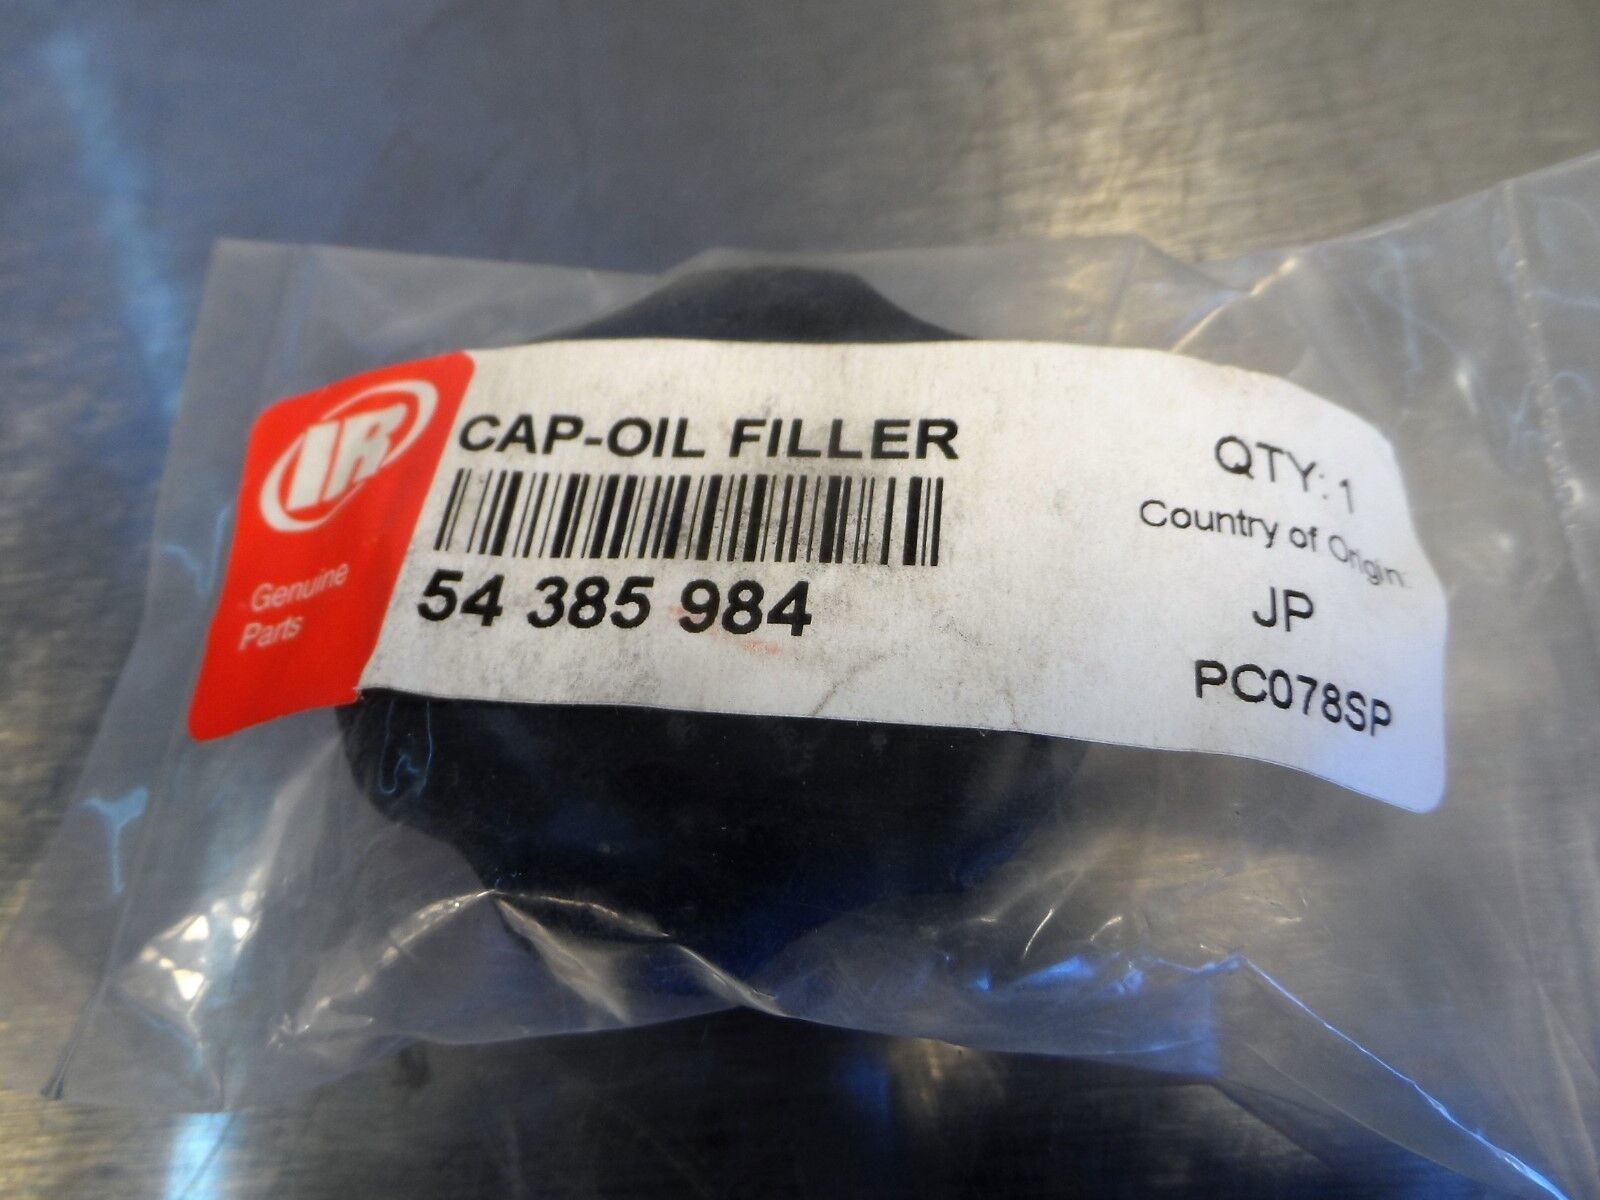 IR
Genuine
Parts
CAP-OIL FILLER
54 385 984
QTY: 1
Country of Origin:
JP
PC078SP